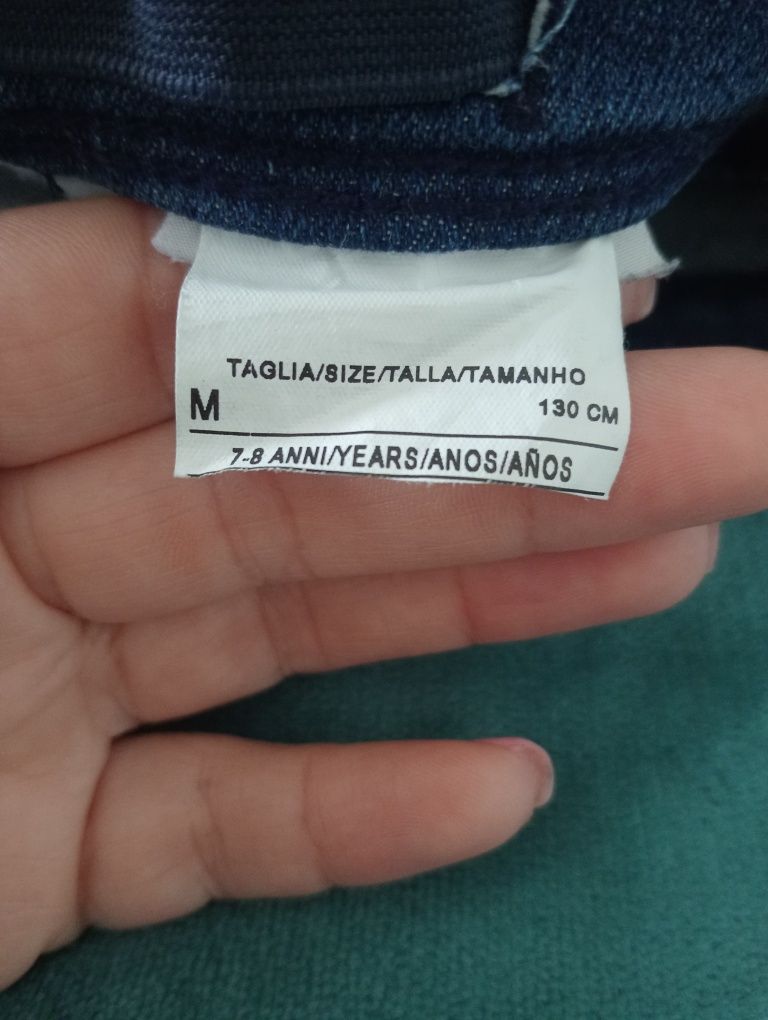 TAGLIA/SIZE/TALLA/TAMANHO
M 130 CM
7-8 ANNI/YEARS/ANOS/AÑOS